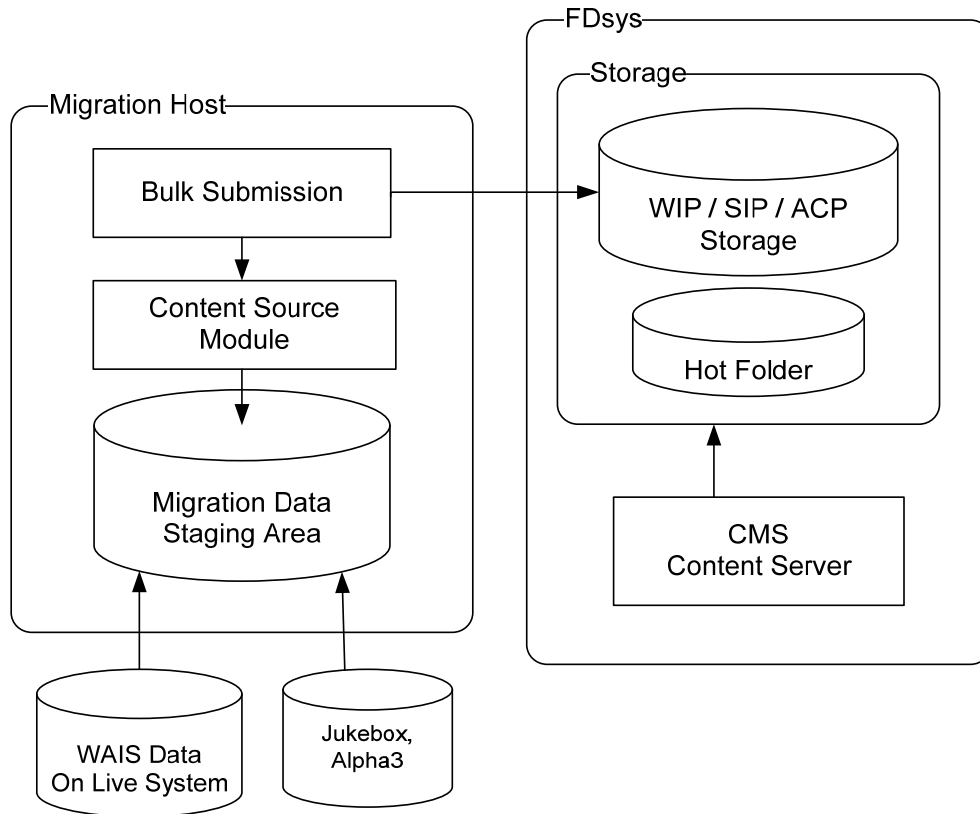 FDsys
Storage
Migration Host
Bulk Submission
WIP / SIP / ACP
Storage
Content Source
Module
Hot Folder
Migration Data
Staging Area
CMS
Content Server
WAIS Data
On Live System
Jukebox,
Alpha3